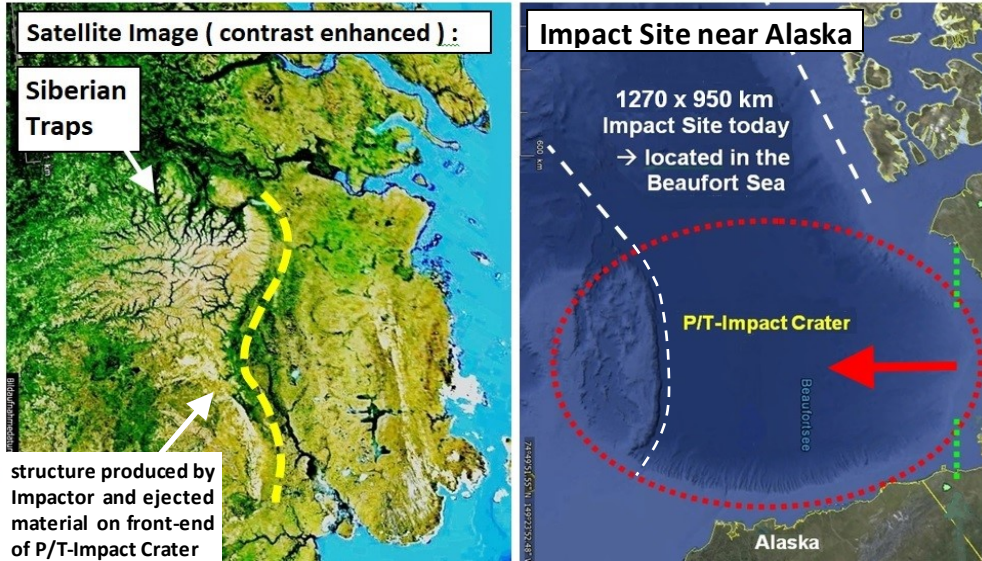 Satellite Image ( contrast enhanced ) :
Siberian
Traps
structure produced by
Impactor and ejected
material on front-end
of P/T-Impact Crater
Impact Site near Alaska
1270 x 950 km
Impact Site today
→ located in the
Beaufort Sea
600 km
P/T-Impact Crater
Beaufortsee
Alaska